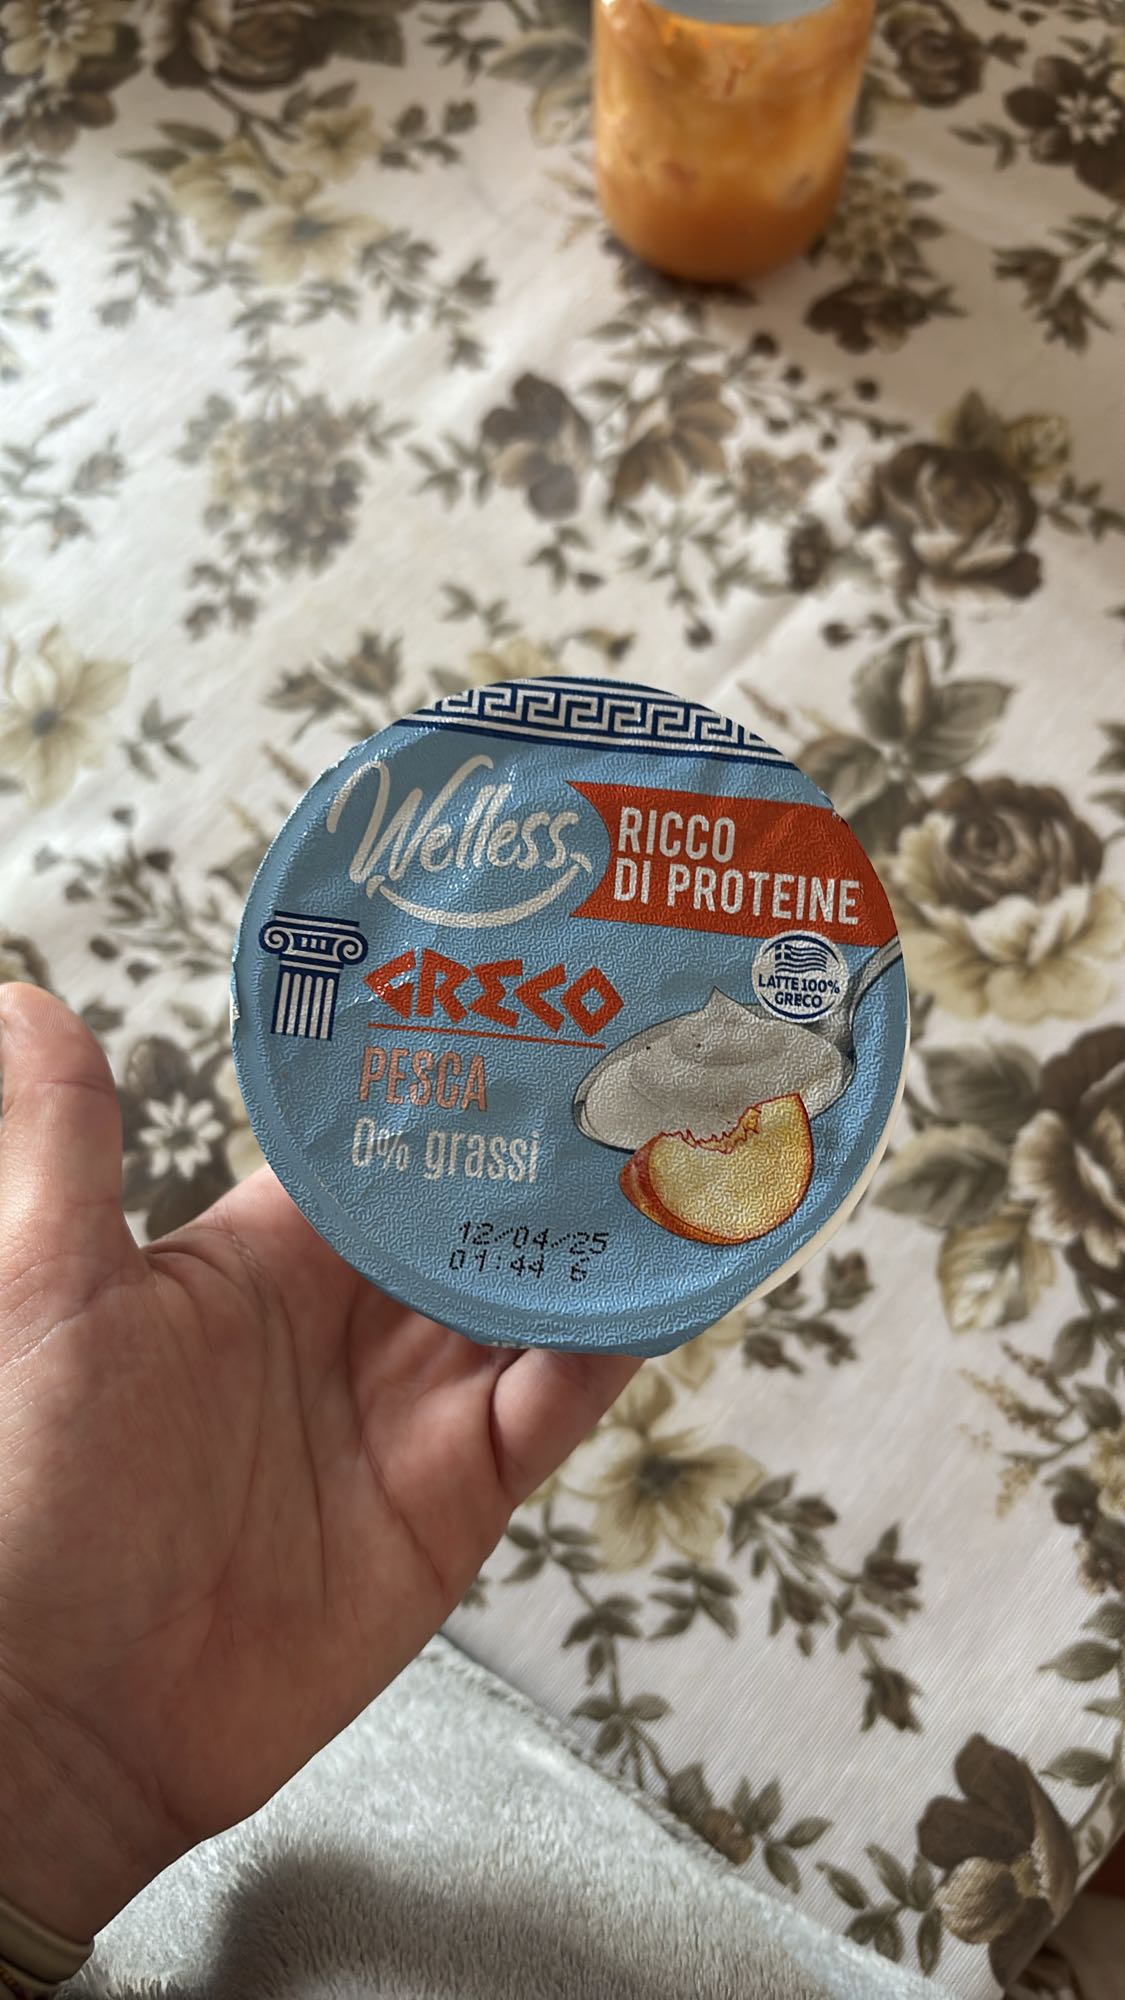 Welless
RICCO
DI PROTEINE
GRECO
LATTE 100%
GRECO
PESCA
0% grassi
12/04/25
01:44 6